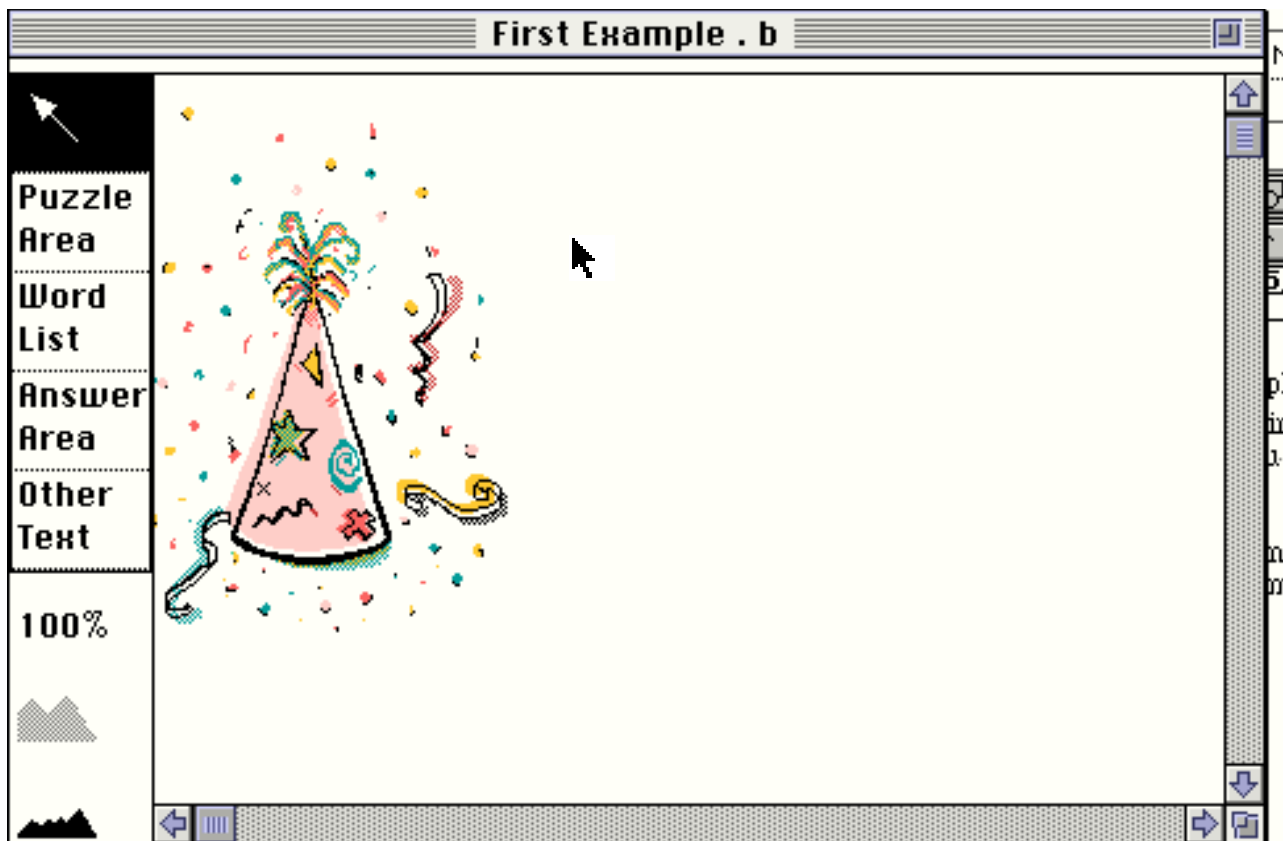 First Example . b
Puzzle
Area
Word
List
Answer
Area
Other
Text
100%